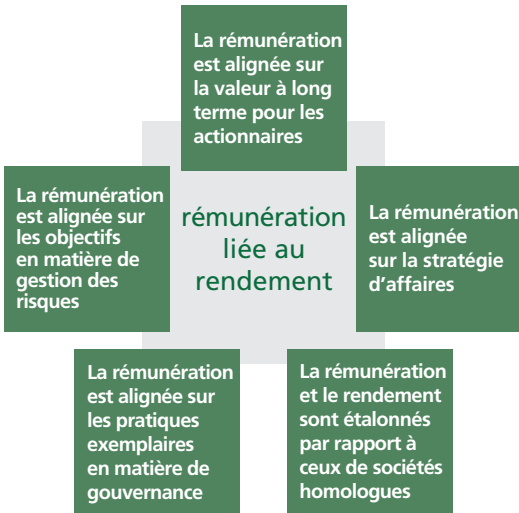 La rémunération
est alignée sur
la valeur à long
terme pour les
actionnaires
La rémunération
est alignée sur
les objectifs
en matière de
gestion des
risques
rémunération
liée au
rendement
La rémunération
est alignée
sur la stratégie
d’affaires
La rémunération
est alignée sur
les pratiques
exemplaires
en matière de
gouvernance
La rémunération
et le rendement
sont étalonnés
par rapport à
ceux de sociétés
homologues